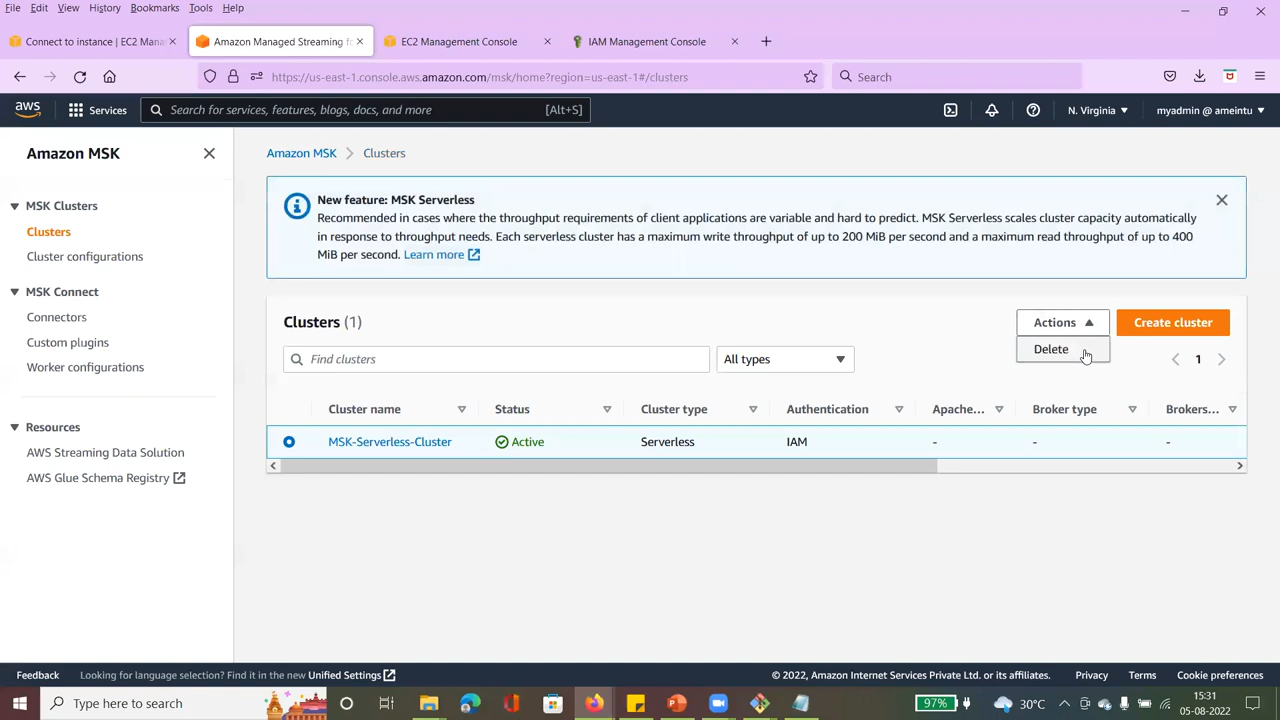 File Edit View History Bookmarks Tools Help
Connect to instance | EC2 Mana
Amazon Managed Streaming fo
EC2 Management Console
IAM Management Console
https://us-east-1.console.aws.amazon.com/msk/home?region=us-east-1#/clusters
Search
aws
Services
Search for services, features, blogs, docs, and more [Alt+S]
N. Virginia
myadmin @ ameintu
Amazon MSK
MSK Clusters
Clusters
Cluster configurations
MSK Connect
Connectors
Custom plugins
Worker configurations
Resources
AWS Streaming Data Solution
AWS Glue Schema Registry
Amazon MSK > Clusters
New feature: MSK Serverless
Recommended in cases where the throughput requirements of client applications are variable and hard to predict. MSK Serverless scales cluster capacity automatically
in response to throughput needs. Each serverless cluster has a maximum write throughput of up to 200 MiB per second and a maximum read throughput of up to 400
MiB per second. Learn more
Clusters (1)
Actions
Create cluster
Delete
Find clusters
All types
1
Cluster name Status Cluster type Authentication Apache... Broker type Brokers...
MSK-Serverless-Cluster Active Serverless IAM - - -
Feedback Looking for language selection? Find it in the new Unified Settings © 2022, Amazon Internet Services Private Ltd. or its affiliates. Privacy Terms Cookie preferences
Type here to search
97%
30°C
15:31
05-08-2022